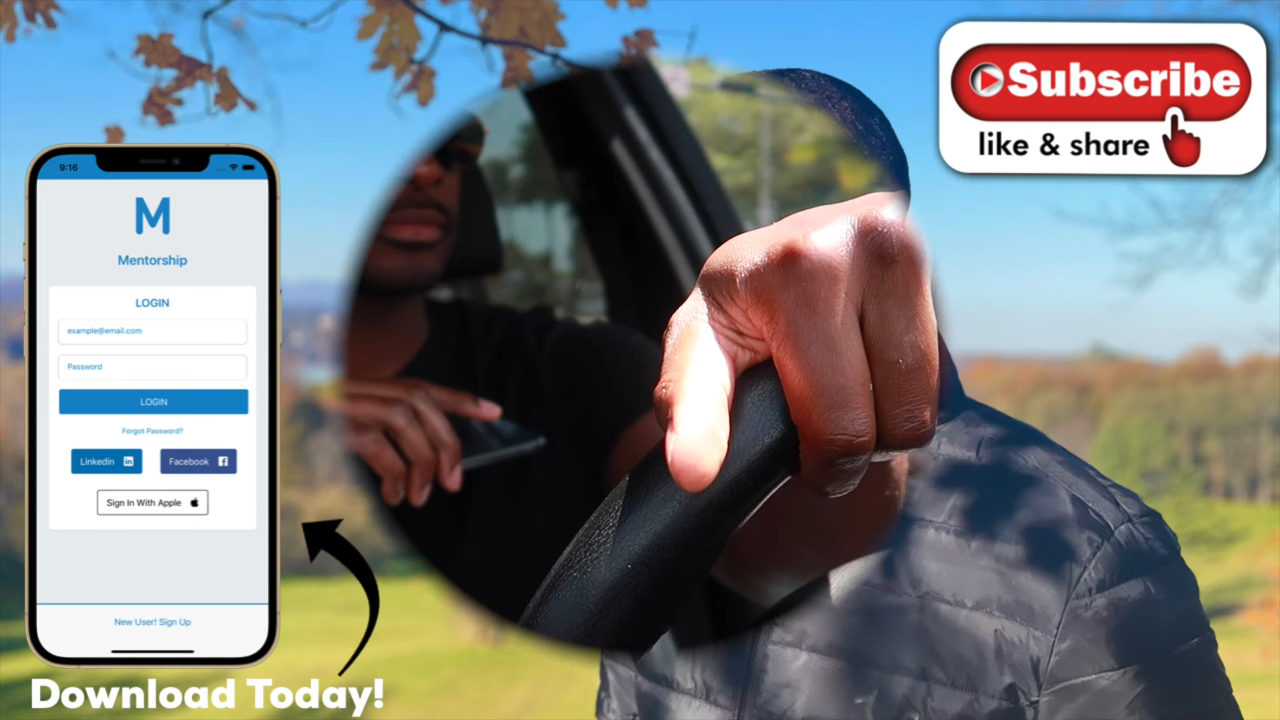 Subscribe
like & share
9:16
M
Mentorship
LOGIN
example@email.com
Password
LOGIN
Forgot Password?
Linkedin in
Facebook f
Sign In With Apple
New User! Sign Up
Download Today!